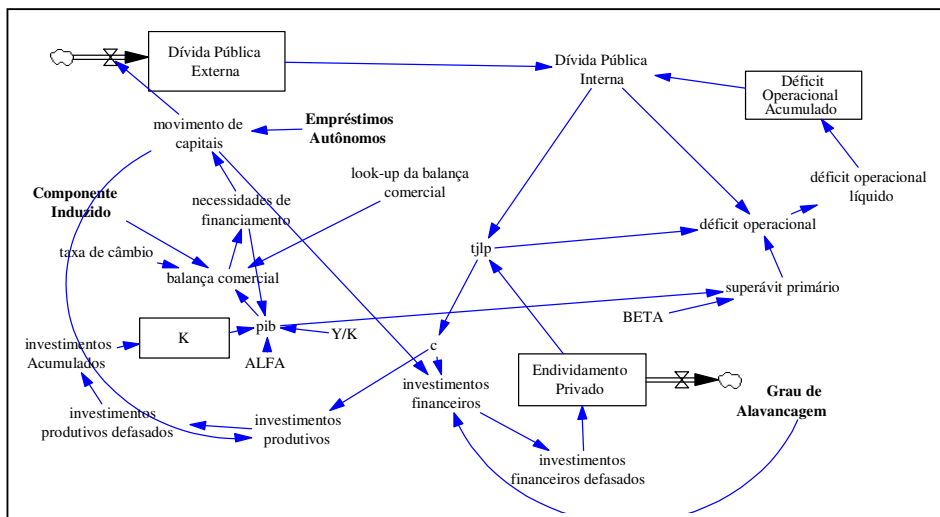 Dívida Pública
Externa
Dívida Pública
Interna
Déficit
Operacional
Acumulado
movimento de
capitais
Empréstimos
Autônomos
look-up da balança
comercial
déficit operacional
líquido
Componente
Induzido
necessidades de
financiamento
déficit operacional
taxa de câmbio
balança comercial
tjlp
superávit primário
BETA
K
pib
Y/K
ALFA
investimentos
Acumulados
c
investimentos
financeiros
Endividamento
Privado
Grau de
Alavancagem
investimentos
produtivos defasados
investimentos
produtivos
investimentos
financeiros defasados